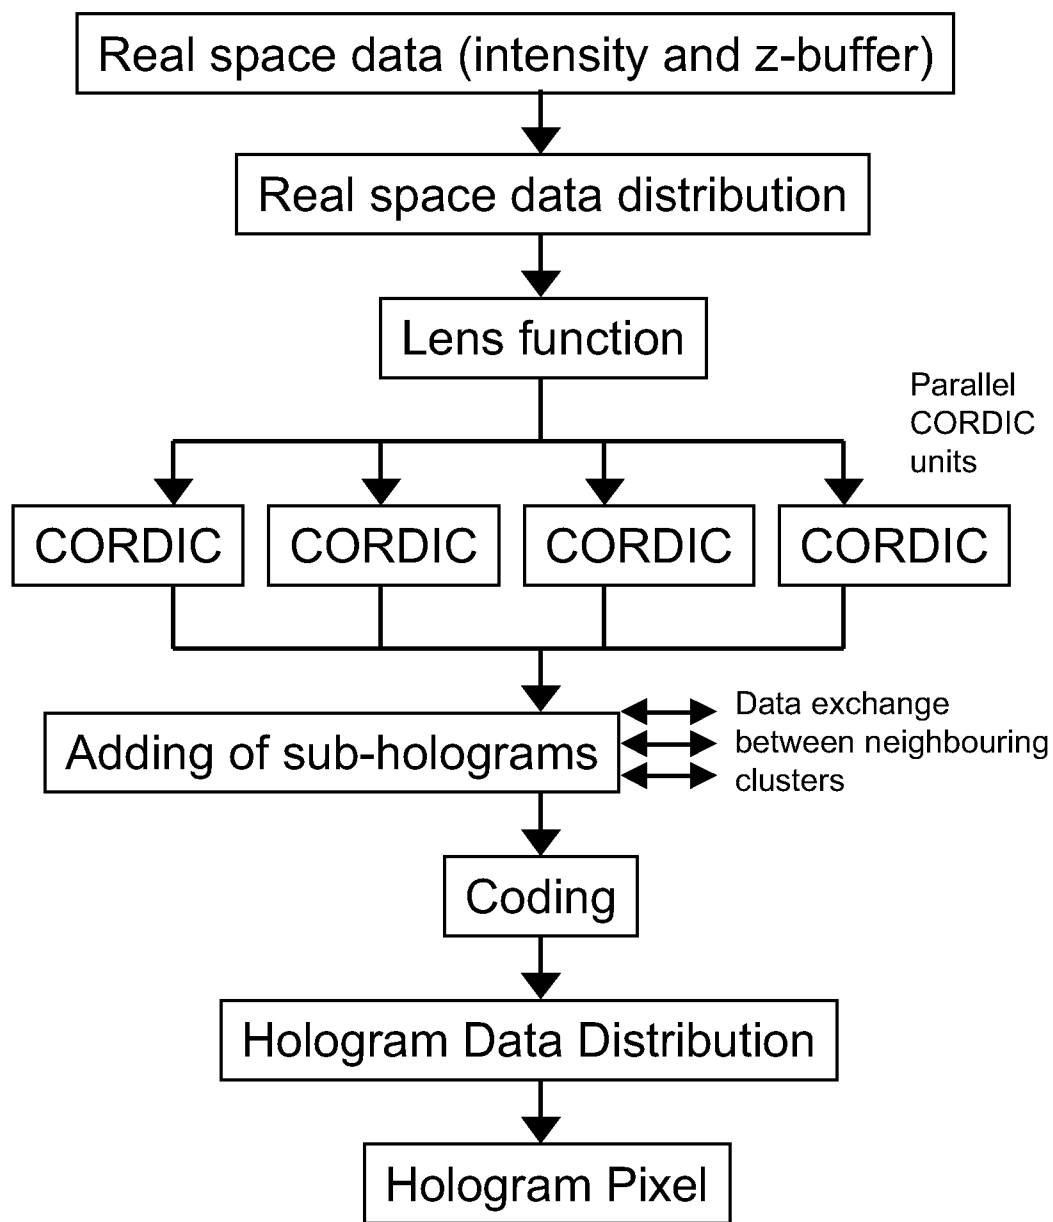 Real space data (intensity and z-buffer)
Real space data distribution
Lens function
Parallel
CORDIC
units
CORDIC
CORDIC
CORDIC
CORDIC
Adding of sub-holograms
Data exchange
between neighbouring
clusters
Coding
Hologram Data Distribution
Hologram Pixel